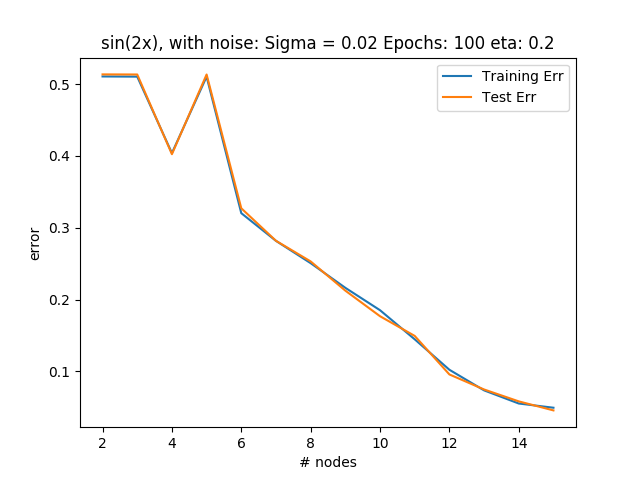 sin(2x), with noise: Sigma = 0.02 Epochs: 100 eta: 0.2
Training Err
Test Err
error
0.5
0.4
0.3
0.2
0.1
2 4 6 8 10 12 14
# nodes